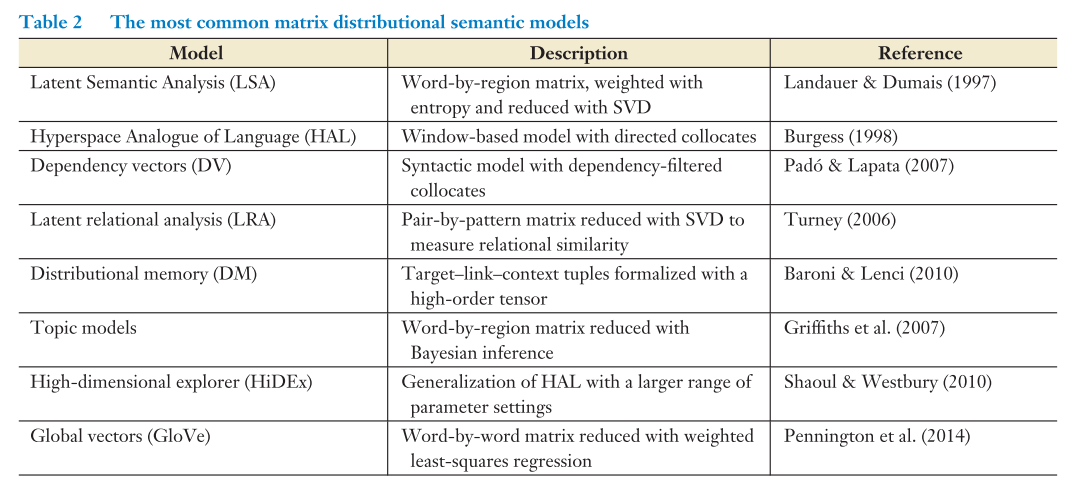 Table 2 The most common matrix distributional semantic models
Model Description Reference
Latent Semantic Analysis (LSA) Word-by-region matrix, weighted with Landauer & Dumais (1997)
entropy and reduced with SVD
Hyperspace Analogue of Language (HAL) Window-based model with directed collocates Burgess (1998)
Dependency vectors (DV) Syntactic model with dependency-filtered Padó & Lapata (2007)
collocates
Latent relational analysis (LRA) Pair-by-pattern matrix reduced with SVD to Turney (2006)
measure relational similarity
Distributional memory (DM) Target–link–context tuples formalized with a Baroni & Lenci (2010)
high-order tensor
Topic models Word-by-region matrix reduced with Griffiths et al. (2007)
Bayesian inference
High-dimensional explorer (HiDEx) Generalization of HAL with a larger range of Shaoul & Westbury (2010)
parameter settings
Global vectors (GloVe) Word-by-word matrix reduced with weighted Pennington et al. (2014)
least-squares regression